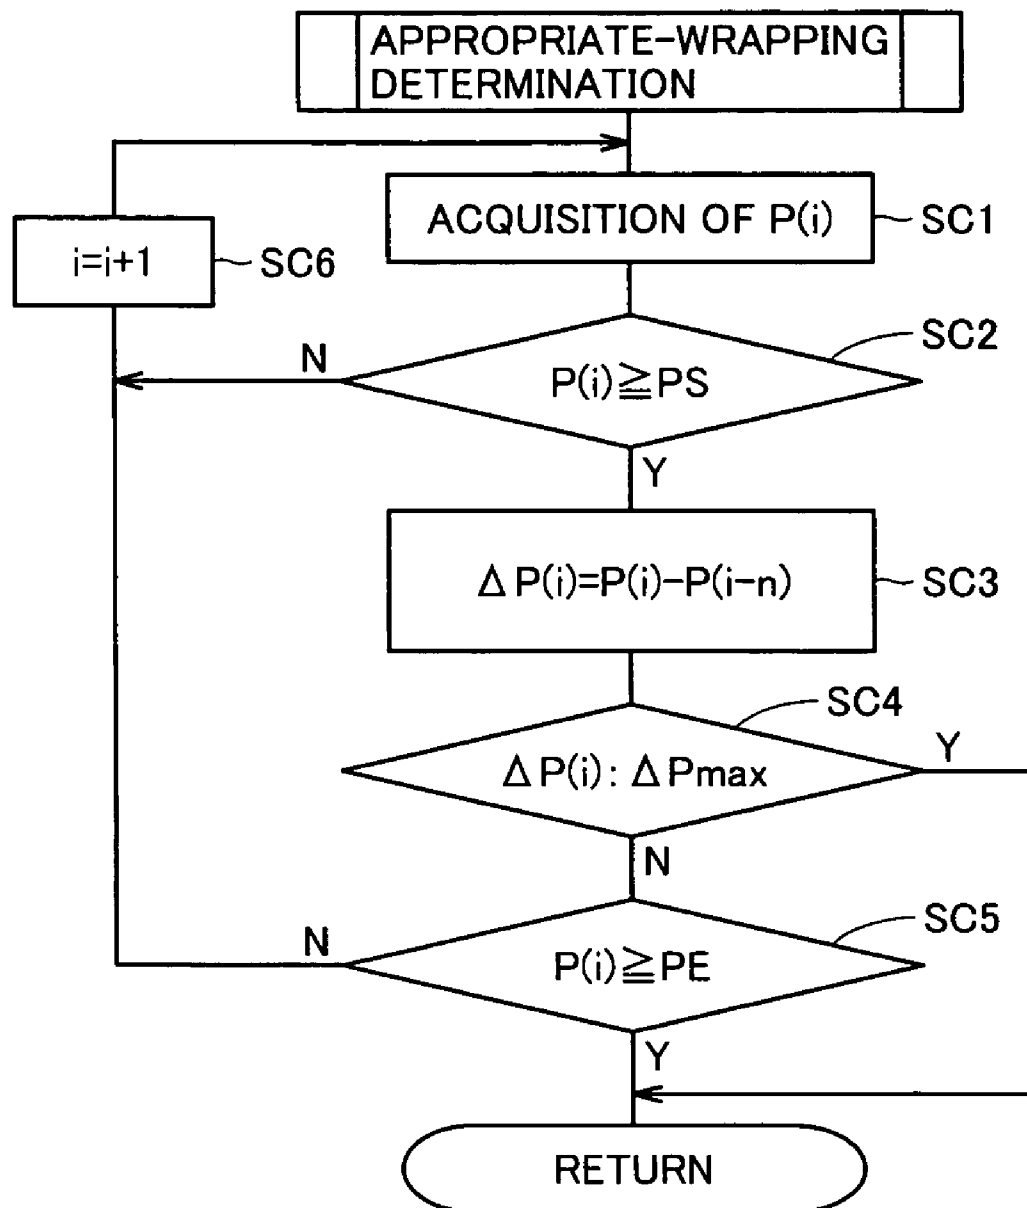 APPROPRIATE-WRAPPING
DETERMINATION
ACQUISITION OF P(i)
SC1
i=i+1
SC6
SC2
N
P(i)≧PS
Y
ΔP(i)=P(i)-P(i-n)
SC3
SC4
Y
ΔP(i): ΔPmax
N
SC5
N
P(i)≧PE
Y
RETURN